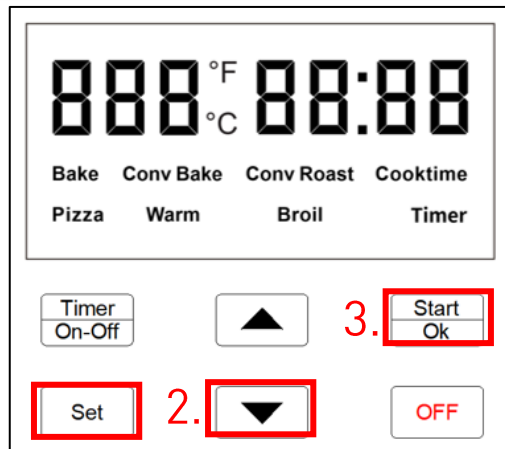 888 °F 88:88
°C
Bake Conv Bake Conv Roast Cooktime
Pizza Warm Broil Timer
Timer
On-Off
3. Start
Ok
Set
2.
OFF